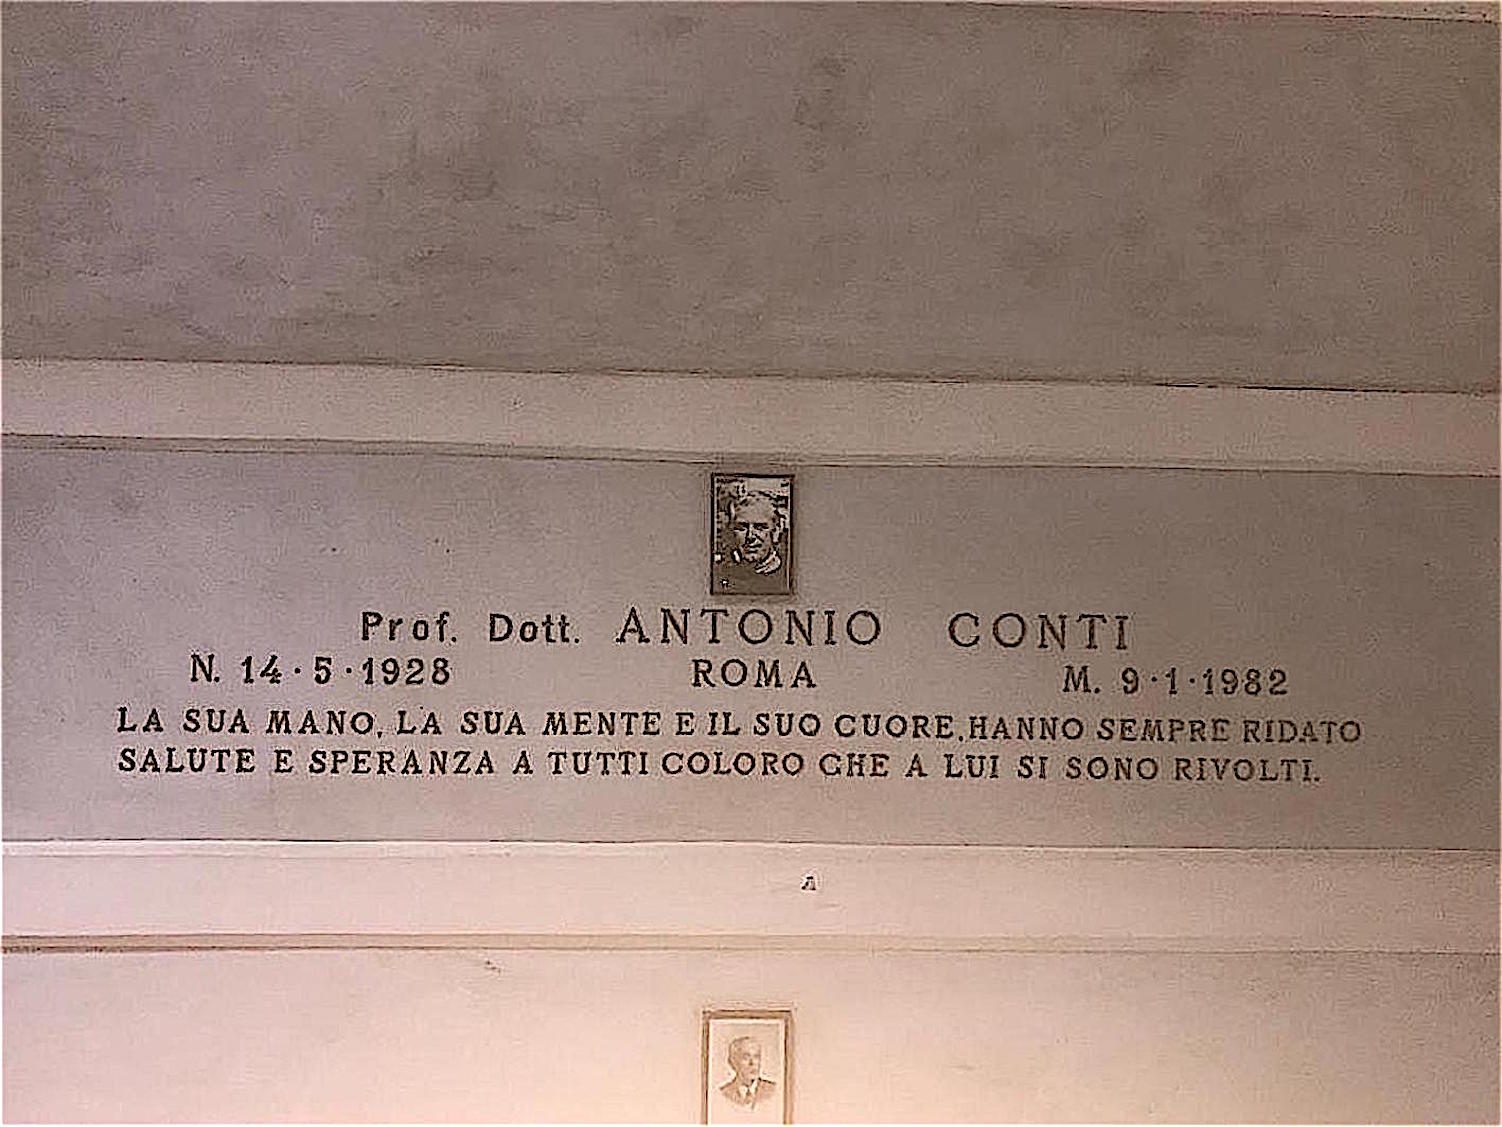 Prof. Dott. ANTONIO CONTI
N. 14·5·1928 ROMA M. 9·1·1982
LA SUA MANO, LA SUA MENTE E IL SUO CUORE, HANNO SEMPRE RIDATO
SALUTE E SPERANZA A TUTTI COLORO CHE A LUI SI SONO RIVOLTI.
A